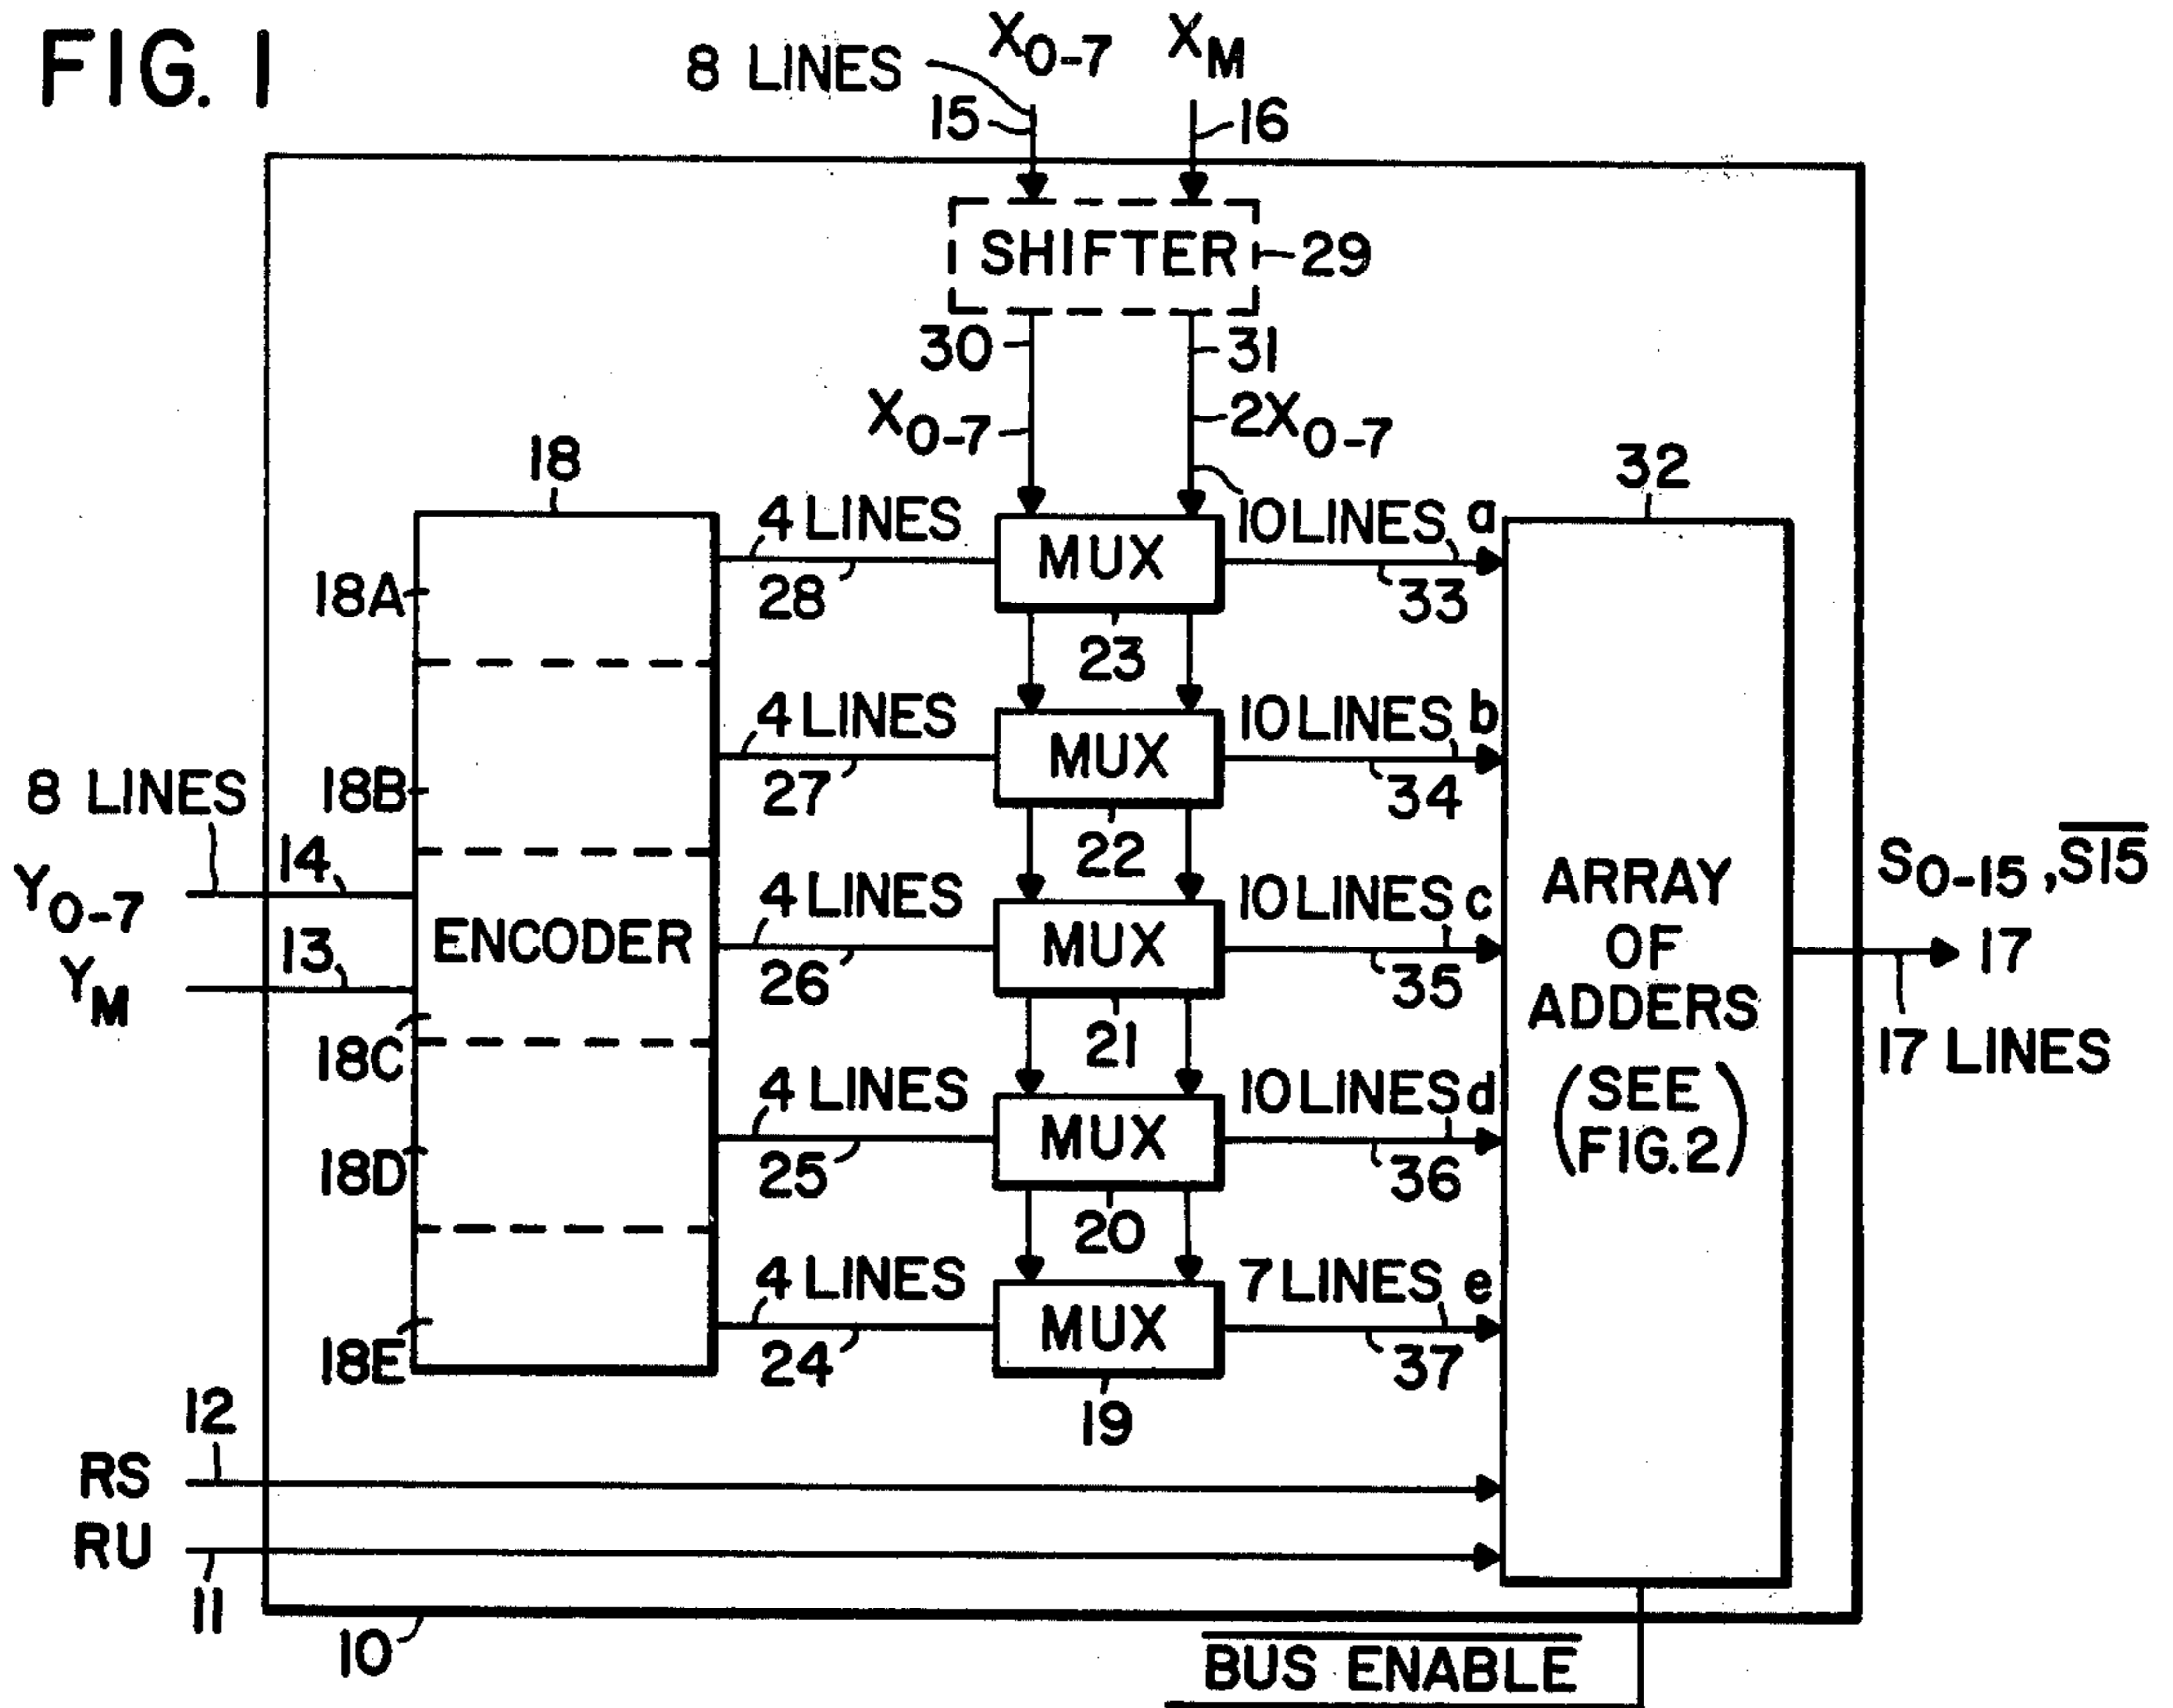 FIG. 1
8 LINES
X0-7
XM
15
16
SHIFTER
29
30
31
X0-7
2X0-7
18
32
4 LINES
28
MUX
10 LINES a
33
18A
23
4 LINES
27
MUX
10 LINES b
34
18B
22
8 LINES
Y0-7
14
4 LINES
26
MUX
10 LINES c
35
ENCODER
YM
13
21
18C
4 LINES
25
MUX
10 LINES d
36
18D
20
4 LINES
24
MUX
7 LINES e
37
18E
19
ARRAY
OF
ADDERS
(SEE
FIG. 2)
S0-15, S̅1̅5̅
17
17 LINES
12
RS
RU
11
10
B̅U̅S̅ E̅N̅A̅B̅L̅E̅